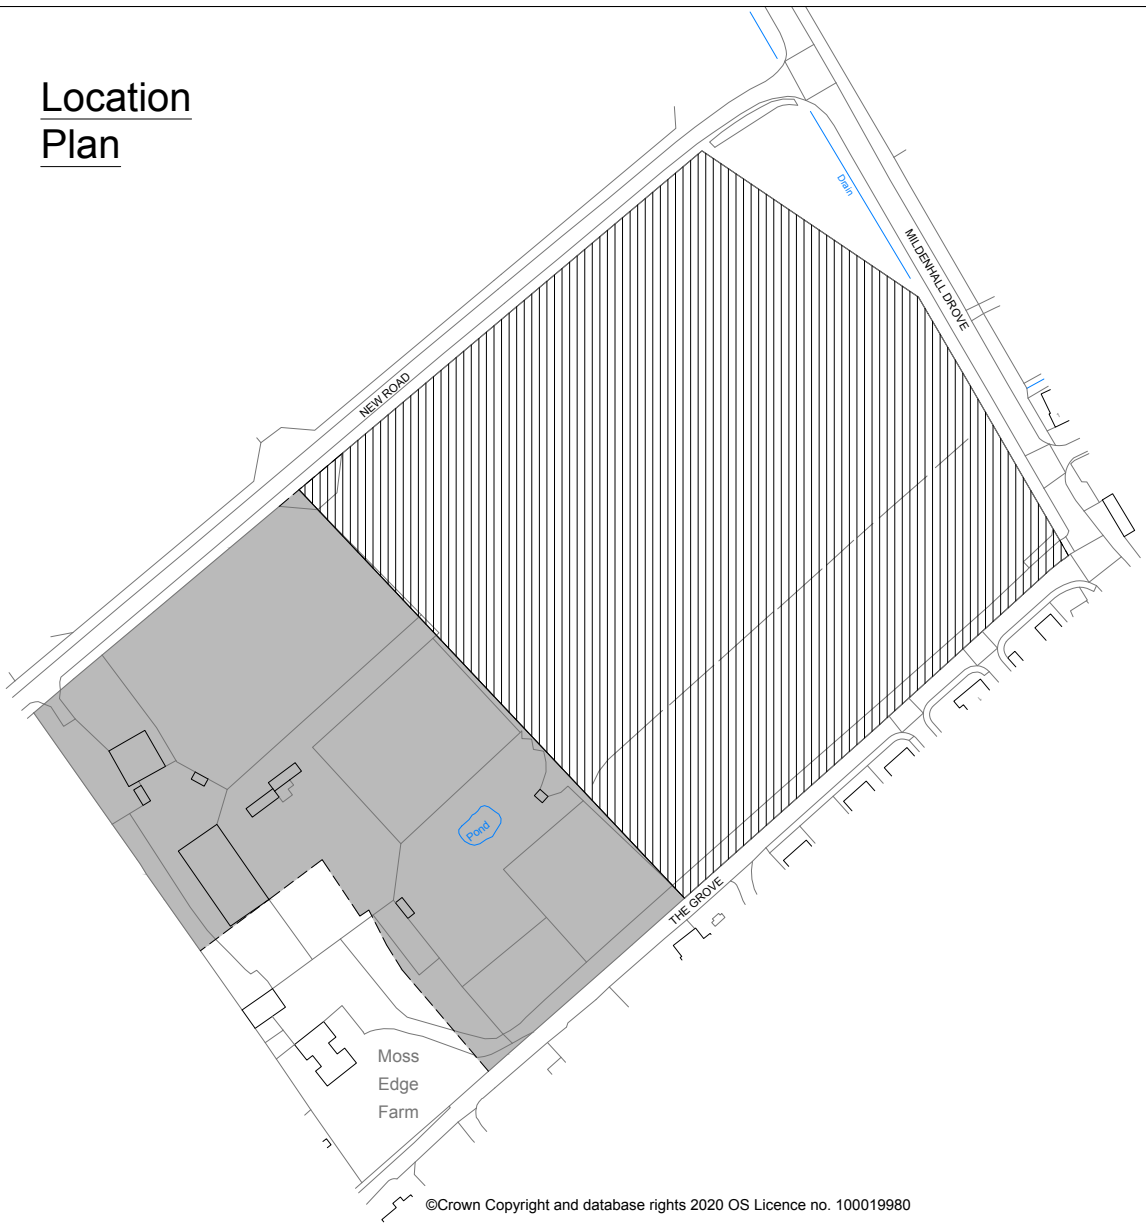 Location
Plan
Drain
MILDENHALL DROVE
NEW ROAD
Pond
THE GROVE
Moss
Edge
Farm
©Crown Copyright and database rights 2020 OS Licence no. 100019980